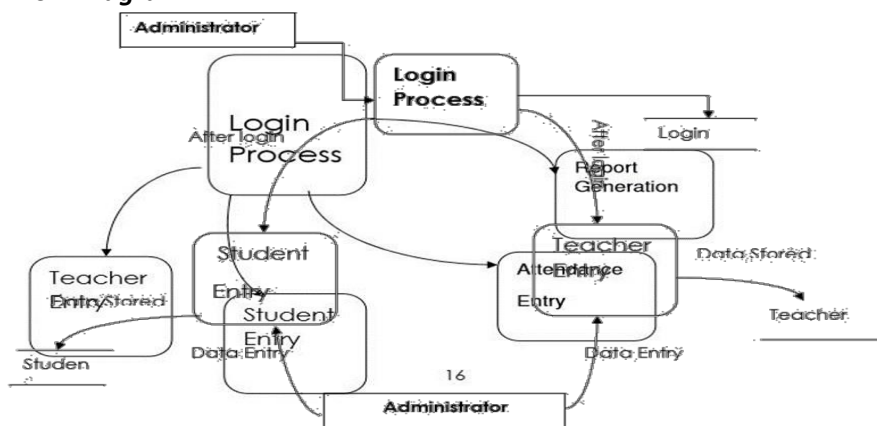 Administrator
Login
Process
Login
Process
After login
After login
Login
Report
Generation
Student
Entry
Teacher
Entry
Data Stored
Teacher
Entry
Data Stored
Attendance
Entry
Student
Entry
Teacher
Data Entry
Data Entry
Studen
16
Administrator